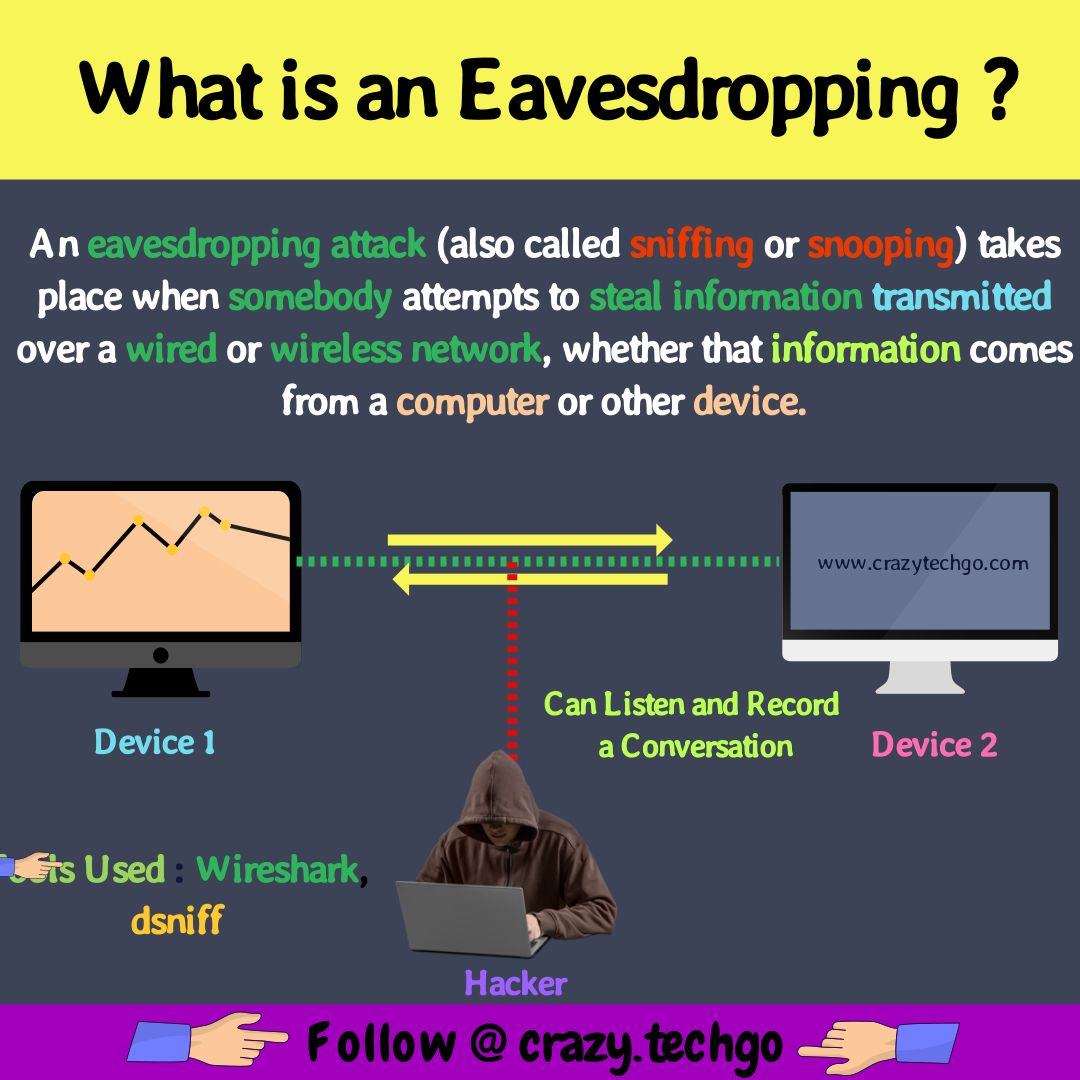 What is an Eavesdropping ?
An eavesdropping attack (also called sniffing or snooping) takes
place when somebody attempts to steal information transmitted
over a wired or wireless network, whether that information comes
from a computer or other device.
www.crazytechgo.com
Can Listen and Record
a Conversation
Device 1
Device 2
Used : Wireshark,
dsniff
Hacker
Follow @ crazy.techgo